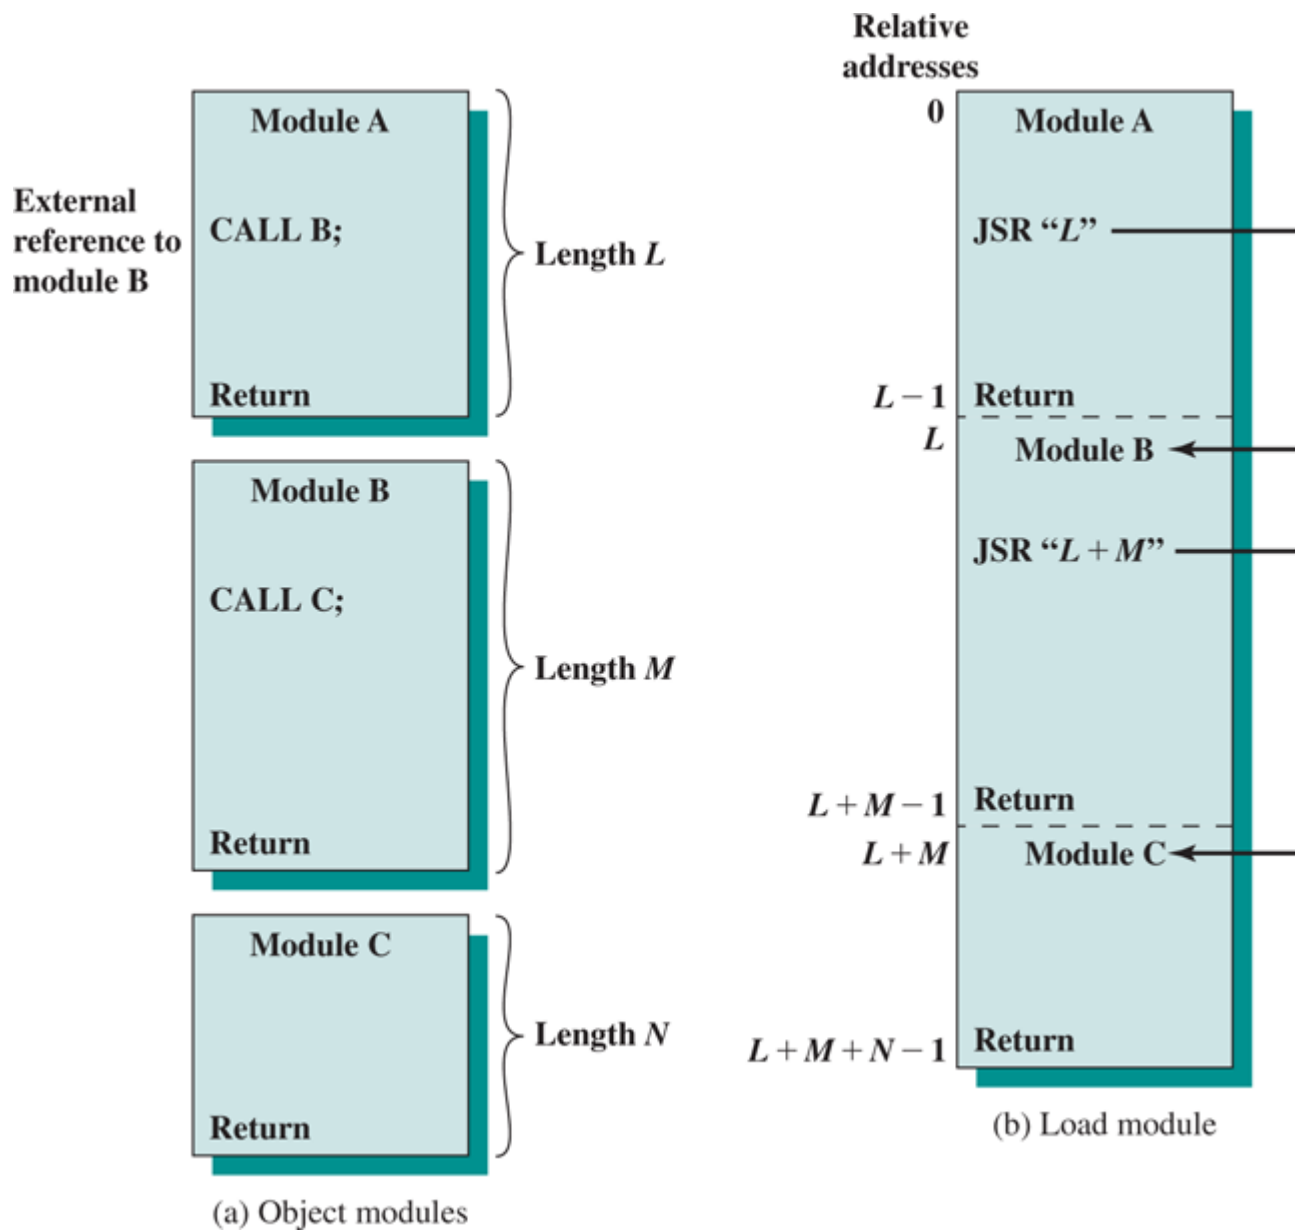 External
reference to
module B
Module A
CALL B;
Return
Length L
Module B
CALL C;
Return
Length M
Module C
Return
Length N
(a) Object modules
Relative
addresses
0
Module A
JSR “L”
L − 1
Return
L
Module B
JSR “L + M”
L + M − 1
Return
L + M
Module C
L + M + N − 1
Return
(b) Load module